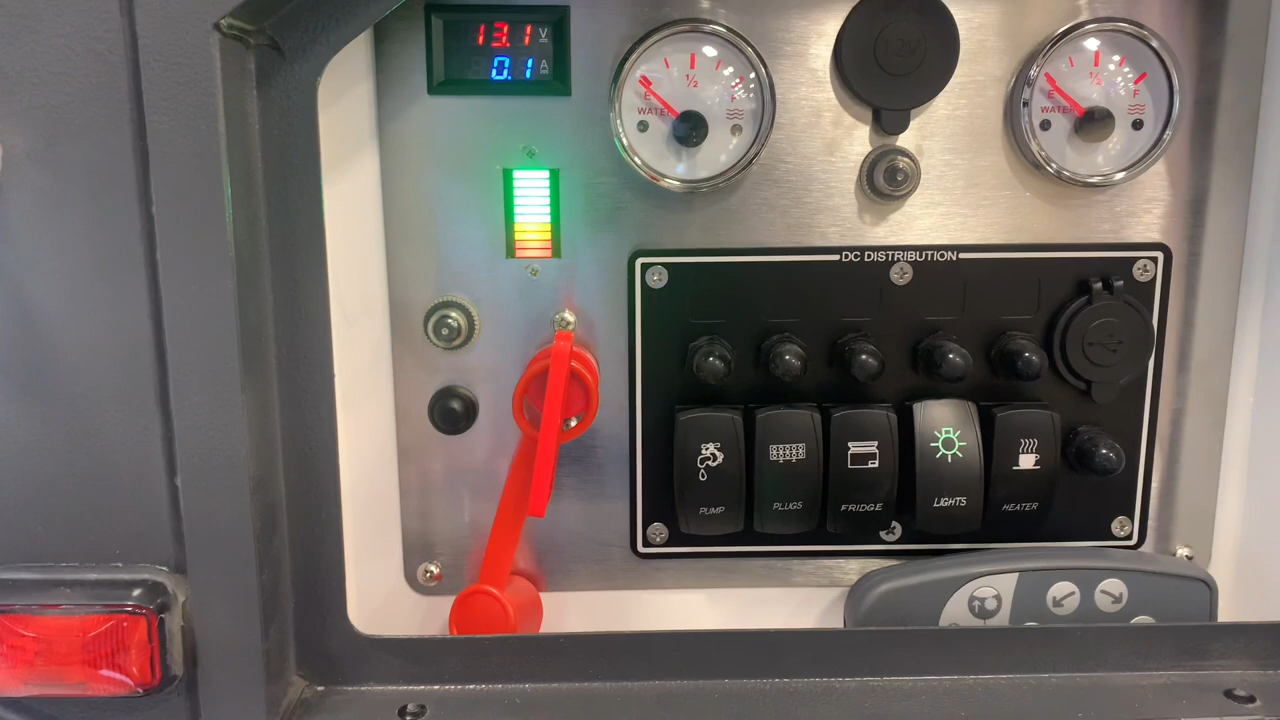 13.1 V
0.1 A
E ½ F
WATER
12V
E ½ F
WATER
DC DISTRIBUTION
PUMP
PLUGS
FRIDGE
LIGHTS
HEATER